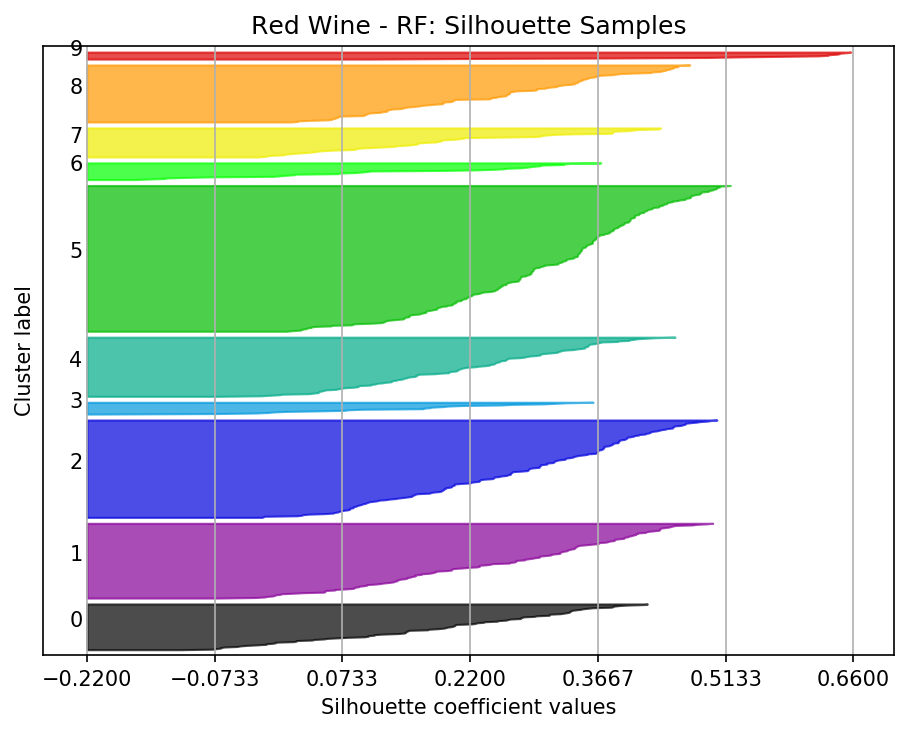 Red Wine - RF: Silhouette Samples
9
8
7
6
5
4
3
2
1
0
Cluster label
−0.2200 −0.0733 0.0733 0.2200 0.3667 0.5133 0.6600
Silhouette coefficient values